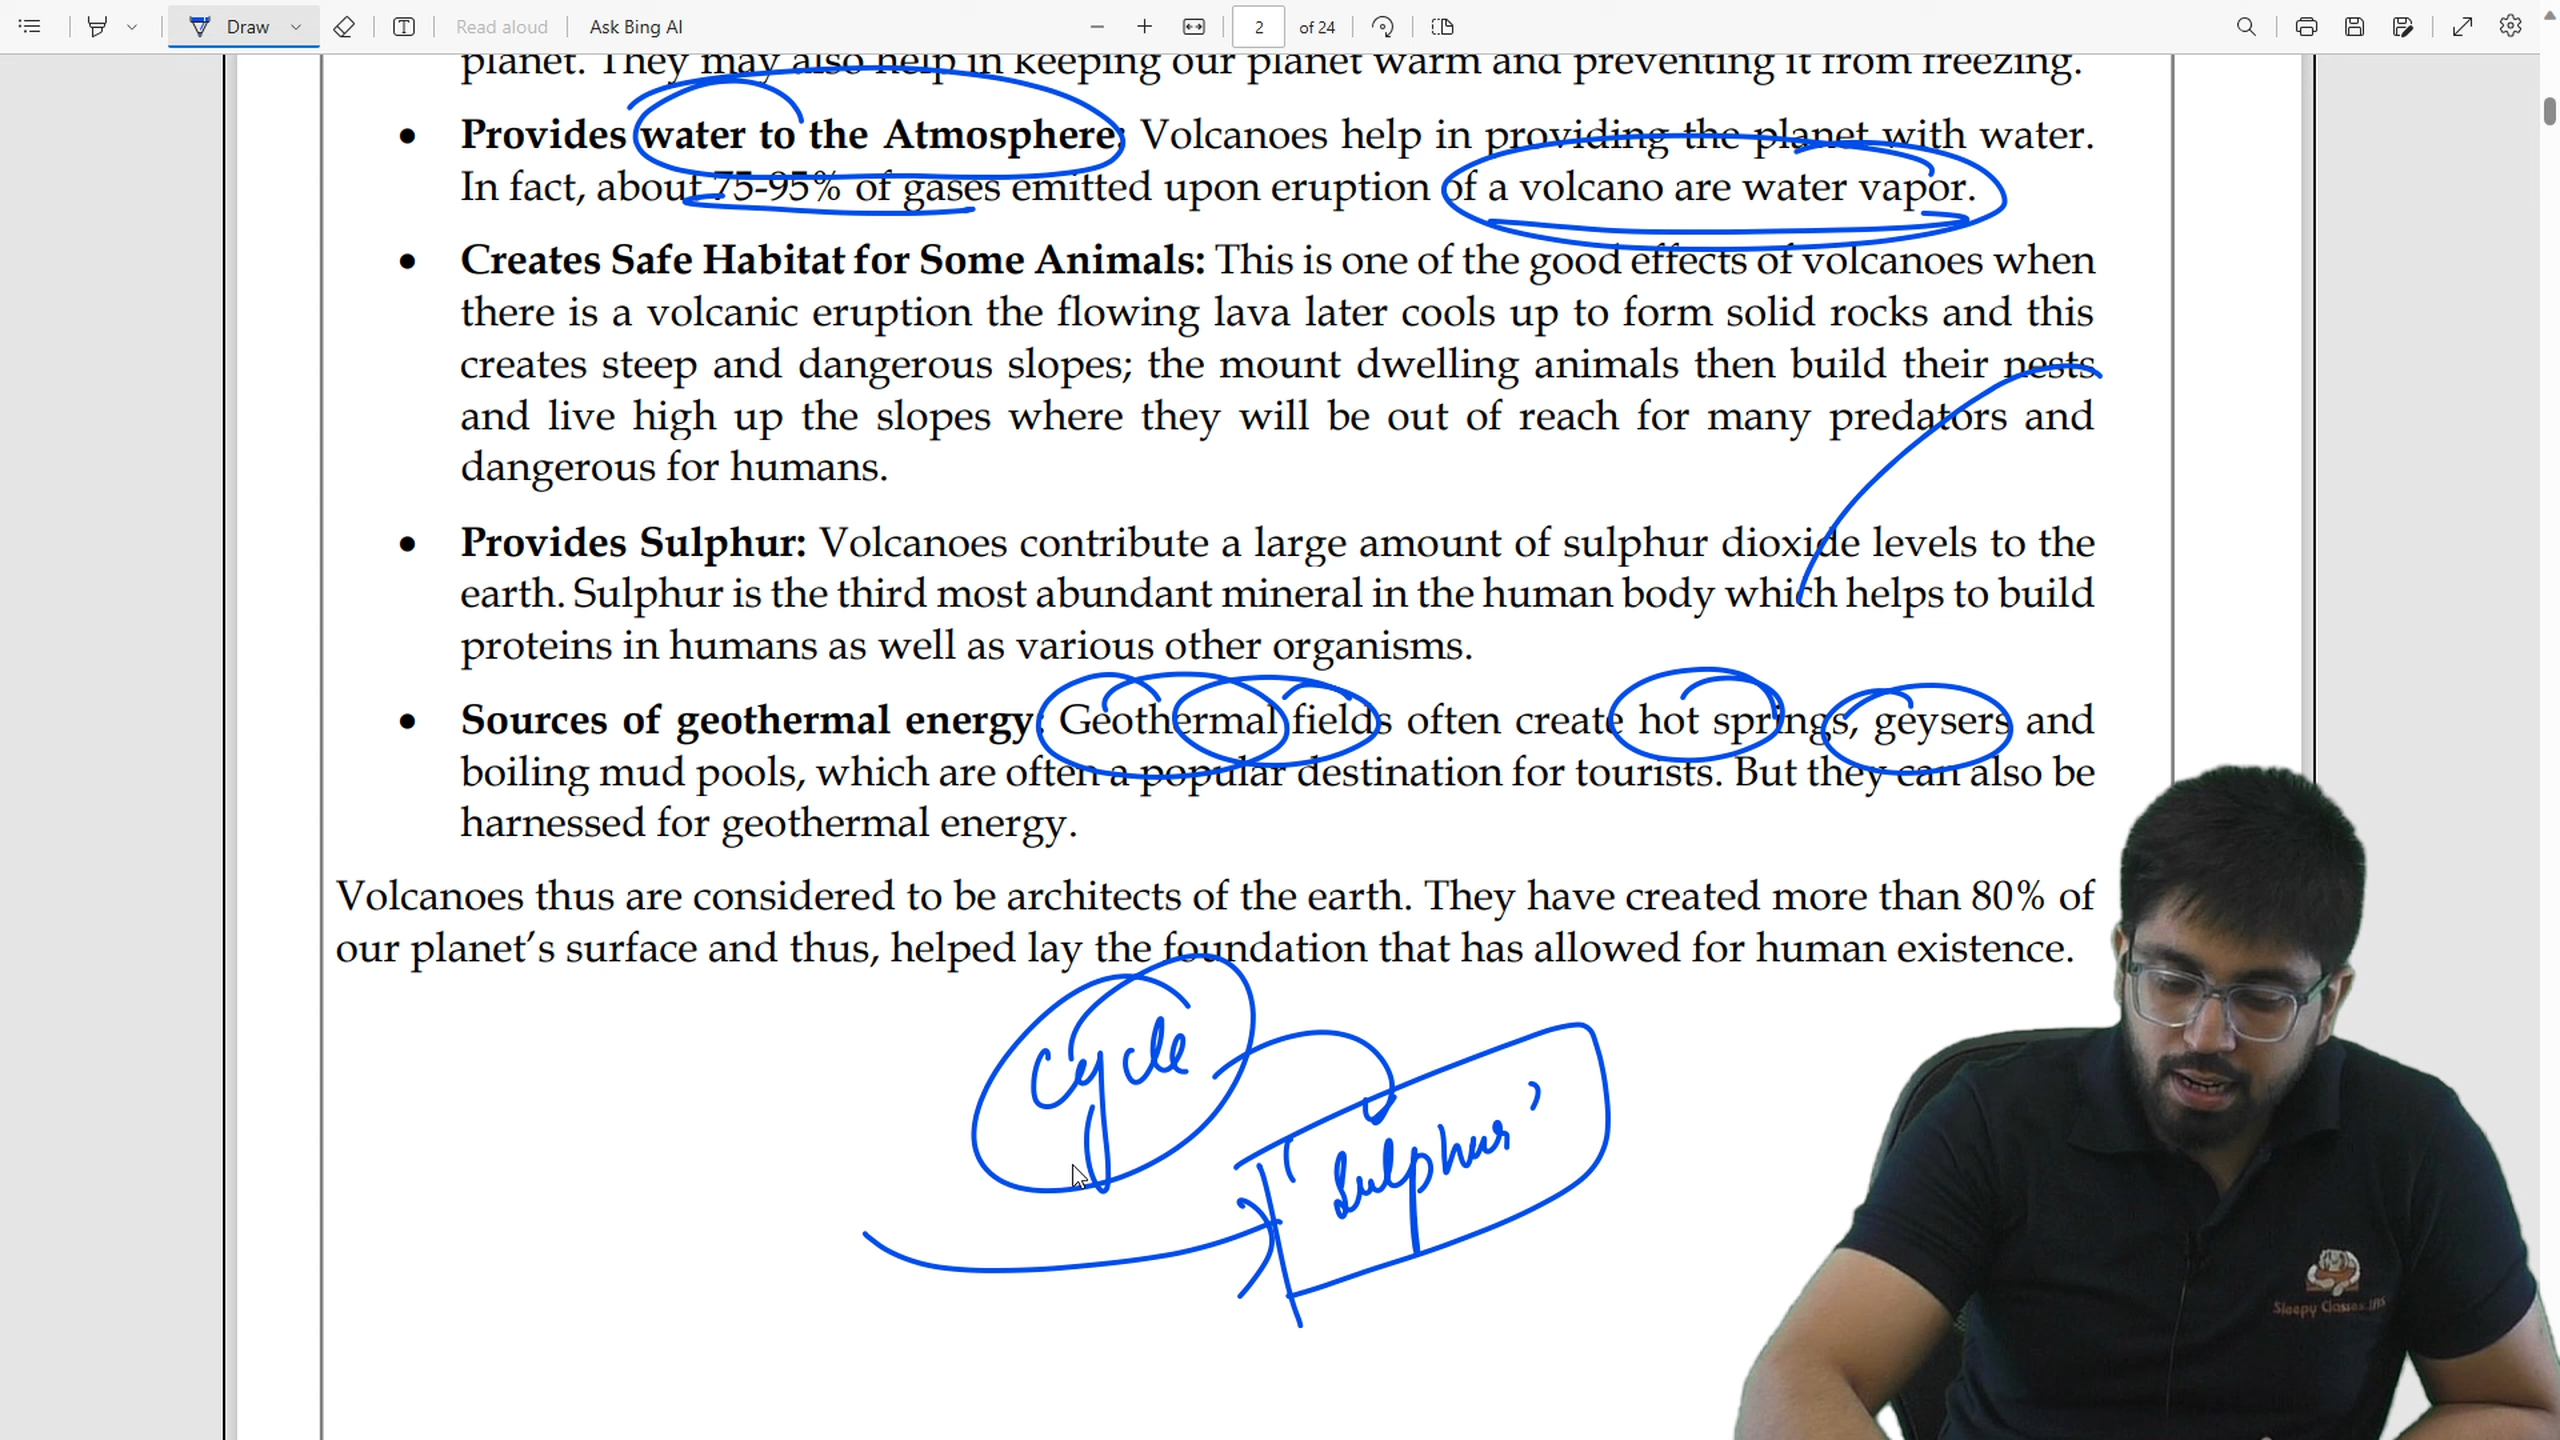 Draw
Read aloud
Ask Bing AI
2
of 24
planet. They may also help in keeping our planet warm and preventing it from freezing.
• Provides water to the Atmosphere: Volcanoes help in providing the planet with water.
In fact, about 75-95% of gases emitted upon eruption of a volcano are water vapor.
• Creates Safe Habitat for Some Animals: This is one of the good effects of volcanoes when
there is a volcanic eruption the flowing lava later cools up to form solid rocks and this
creates steep and dangerous slopes; the mount dwelling animals then build their nests
and live high up the slopes where they will be out of reach for many predators and
dangerous for humans.
• Provides Sulphur: Volcanoes contribute a large amount of sulphur dioxide levels to the
earth. Sulphur is the third most abundant mineral in the human body which helps to build
proteins in humans as well as various other organisms.
• Sources of geothermal energy: Geothermal fields often create hot springs, geysers and
boiling mud pools, which are often a popular destination for tourists. But they can also be
harnessed for geothermal energy.
Volcanoes thus are considered to be architects of the earth. They have created more than 80% of
our planet’s surface and thus, helped lay the foundation that has allowed for human existence.
Cycle
'Sulphur'
Sleepy Classes IAS